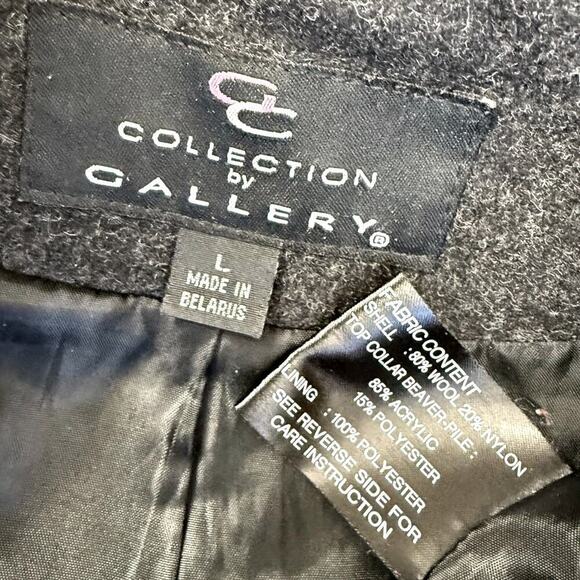 GC
COLLECTION
by
GALLERY®
L
MADE IN
BELARUS
FABRIC CONTENT
SHELL : 80% WOOL 20% NYLON
TOP COLLAR BEAVER-PILE :
85% ACRYLIC
15% POLYESTER
LINING : 100% POLYESTER
SEE REVERSE SIDE FOR
CARE INSTRUCTION